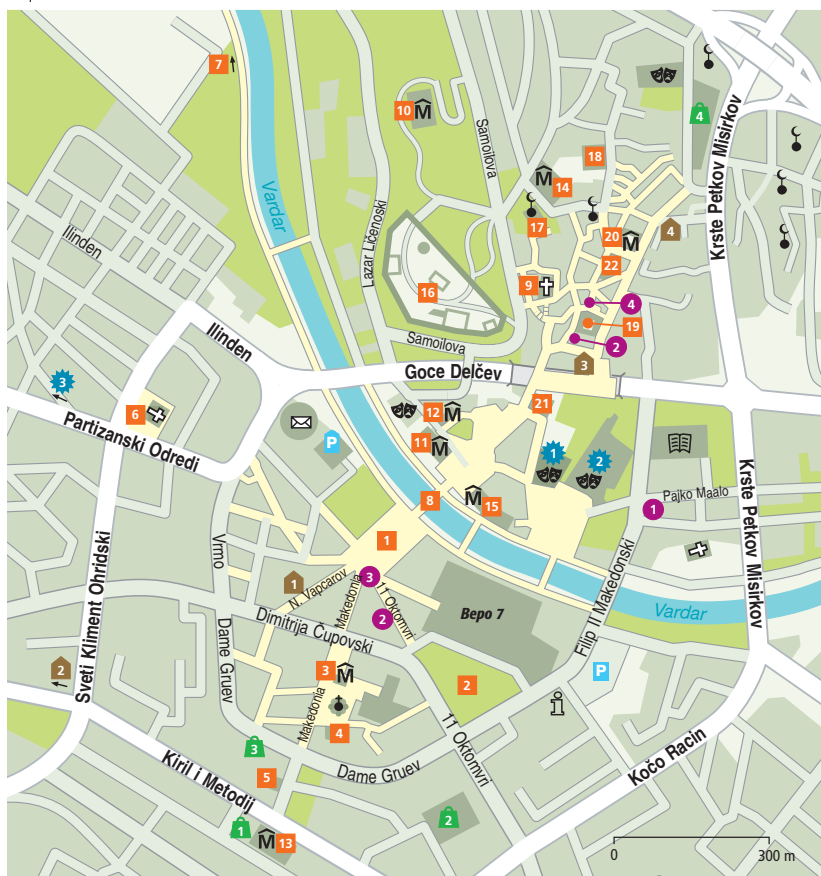 7
10
4
18
14
Samoilova
Krste Petkov Misirkov
Vardar
Ilinden
Lazar Ličenoski
17
20
4
22
9
16
4
19
2
Ilinden
Samoilova
3
Goce Delčev
3
6
12
21
Partizanski Odredi
P
11
1
2
8
15
Pajko Maalo
1
Krste Petkov Misirkov
1
Vrmo
3
1
N. Vapcarov
Makedonia
11 Oktomvri
2
Bepo 7
Filip II Makedonski
Vardar
Dimitrija Čupovski
Sveti Kliment Ohridski
2
Dame Gruev
3
2
P
Makedonia
4
11 Oktomvri
i
3
5
Dame Gruev
Kočo Racin
Kiril i Metodij
1
13
2
0
300 m